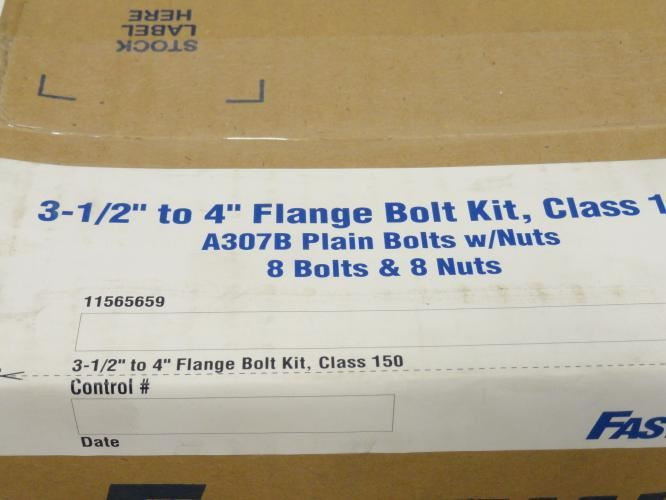 STOCK
LABEL
HERE
3-1/2" to 4" Flange Bolt Kit, Class 1
A307B Plain Bolts w/Nuts
8 Bolts & 8 Nuts
11565659
3-1/2" to 4" Flange Bolt Kit, Class 150
Control #
Date
FAS